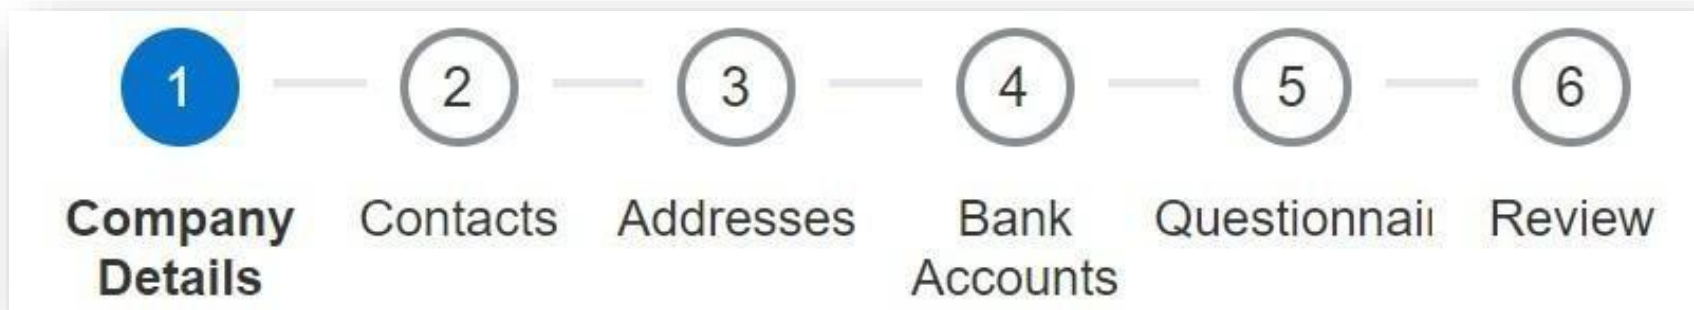 1 2 3 4 5 6
Company Contacts Addresses Bank Questionnai Review
Details Accounts